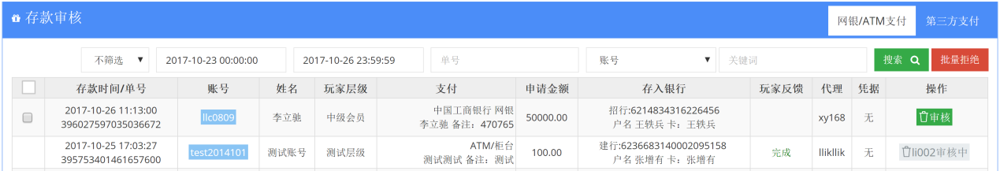 存款审核
网银/ATM支付 第三方支付
不筛选 2017-10-23 00:00:00 2017-10-26 23:59:59 单号 账号 关键词 搜索 批量拒绝
存款时间/单号 账号 姓名 玩家层级 支付 申请金额 存入银行 玩家反馈 代理 凭据 操作
2017-10-26 11:13:00 中国工商银行 网银 招行:6214834316226456
llc0809 李立驰 中级会员 50000.00 xy168 无 审核
396027597035036672 李立驰 备注：470765 户名 王轶兵 卡：王轶兵
2017-10-25 17:03:27 ATM/柜台 建行:6236683140002095158
test2014101 测试账号 测试层级 100.00 完成 llikllik 无 li002审核中
395753401461657600 测试测试 备注：测试 户名 张增有 卡：张增有